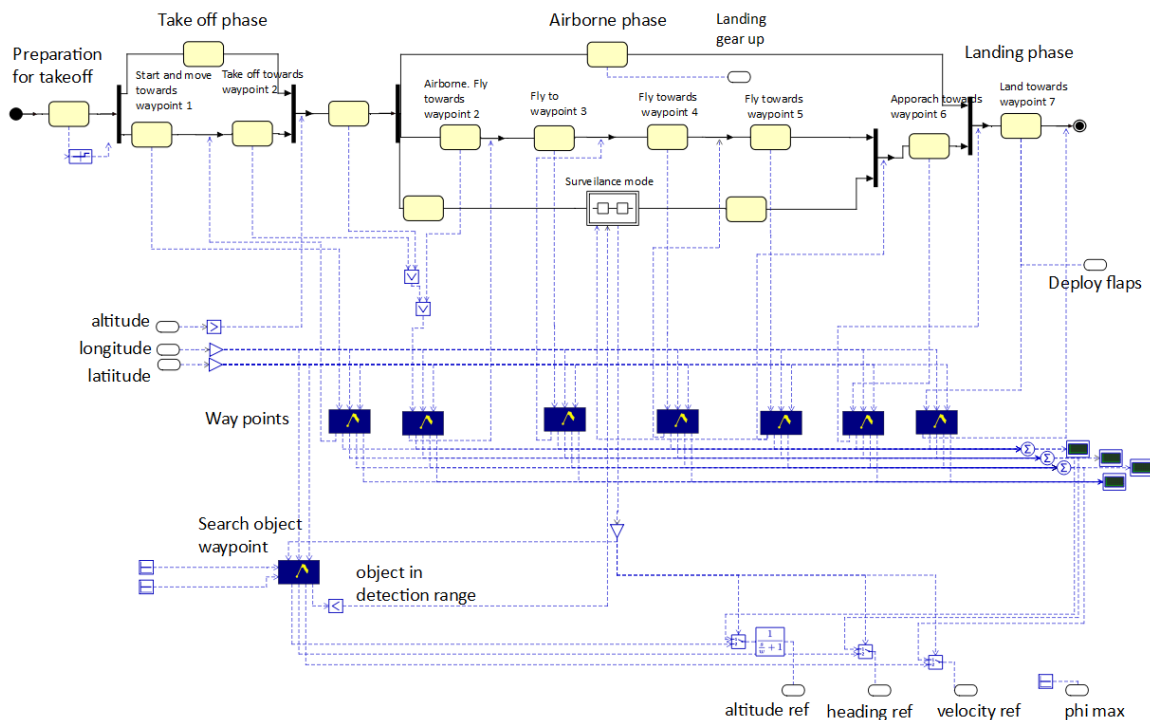 Take off phase
Airborne phase
Landing
gear up
Landing phase
Preparation
for takeoff
Start and move
towards
waypoint 1
Take off towards
waypoint 2
Airborne. Fly
towards
waypoint 2
Fly to
waypoint 3
Fly towards
waypoint 4
Fly towards
waypoint 5
Apporach towards
waypoint 6
Land towards
waypoint 7
Surveilance mode
Deploy flaps
altitude
>
longitude
latiitude
Way points
Σ
Σ
Σ
Search object
waypoint
object in
detection range
<
1
s/w + 1
altitude ref
heading ref
velocity ref
phi max